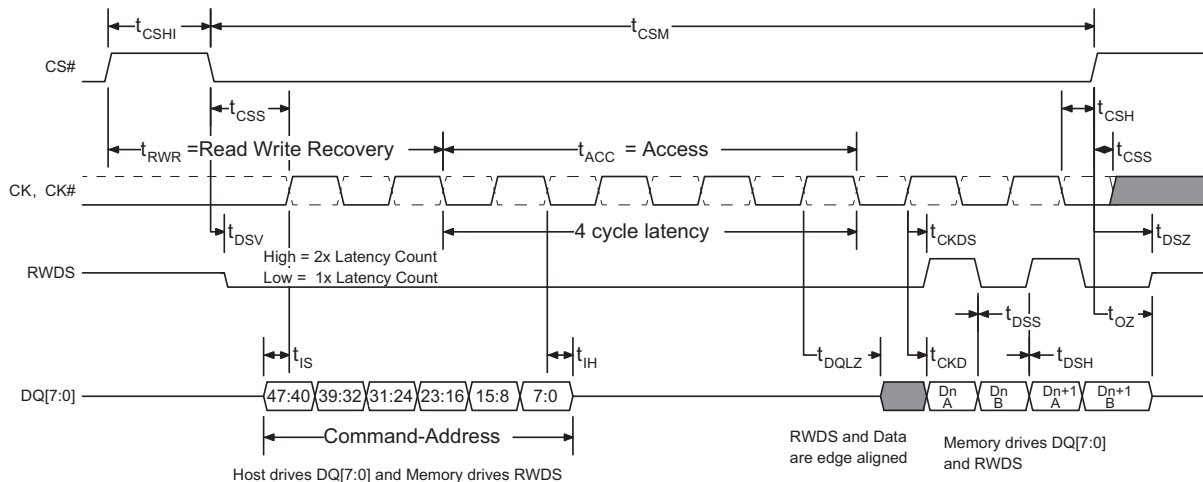 tCSHI
tCSM
CS#
tCSS
tCSH
tRWR =Read Write Recovery
tACC = Access
tCSS
CK, CK#
tDSV
4 cycle latency
tCKDS
tDSZ
High = 2x Latency Count
Low = 1x Latency Count
RWDS
tDSS
tOZ
tIS
tIH
tDQLZ
tCKD
tDSH
DQ[7:0]
47:40 39:32 31:24 23:16 15:8 7:0
Dn A
Dn B
Dn+1 A
Dn+1 B
Command-Address
RWDS and Data
are edge aligned
Memory drives DQ[7:0]
and RWDS
Host drives DQ[7:0] and Memory drives RWDS